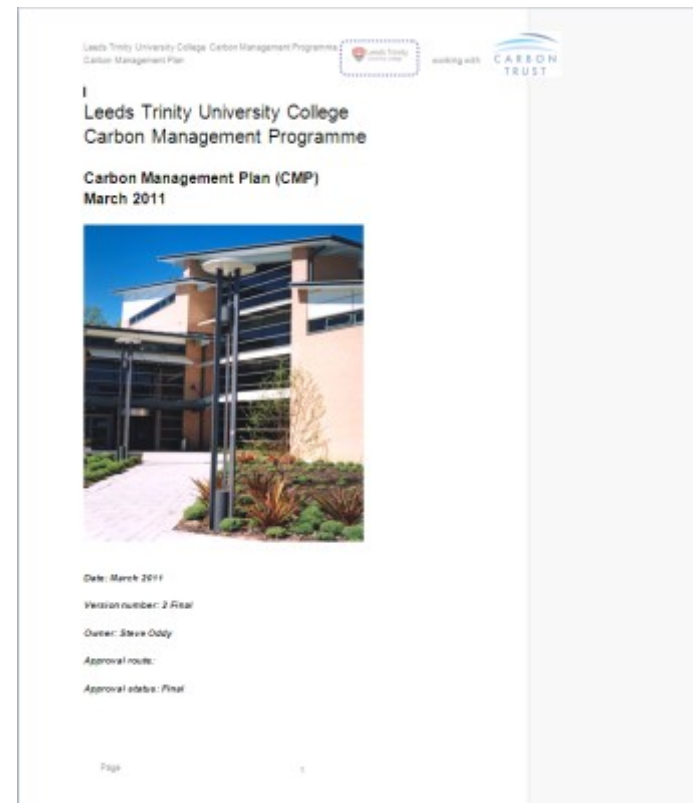 Leeds Trinity University College Carbon Management Programme
Carbon Management Plan
Leeds Trinity
working with
CARBON
TRUST
Leeds Trinity University College
Carbon Management Programme
Carbon Management Plan (CMP)
March 2011
Date: March 2011
Version number: 2 Final
Owner: Steve Oddy
Approval route:
Approval status: Final
Page